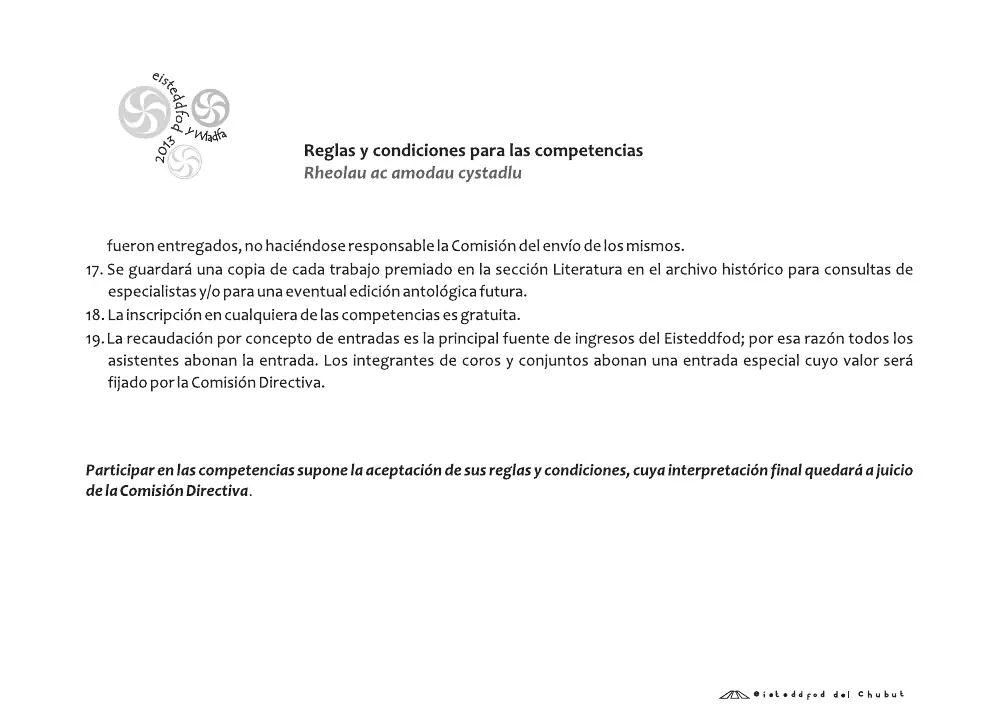 eisteddfod
y Wladfa
2013
Reglas y condiciones para las competencias
Rheolau ac amodau cystadlu
fueron entregados, no haciéndose responsable la Comisión del envío de los mismos.
17. Se guardará una copia de cada trabajo premiado en la sección Literatura en el archivo histórico para consultas de
especialistas y/o para una eventual edición antológica futura.
18. La inscripción en cualquiera de las competencias es gratuita.
19. La recaudación por concepto de entradas es la principal fuente de ingresos del Eisteddfod; por esa razón todos los
asistentes abonan la entrada. Los integrantes de coros y conjuntos abonan una entrada especial cuyo valor será
fijado por la Comisión Directiva.
Participar en las competencias supone la aceptación de sus reglas y condiciones, cuya interpretación final quedará a juicio
de la Comisión Directiva.
eisteddfod del Chubut